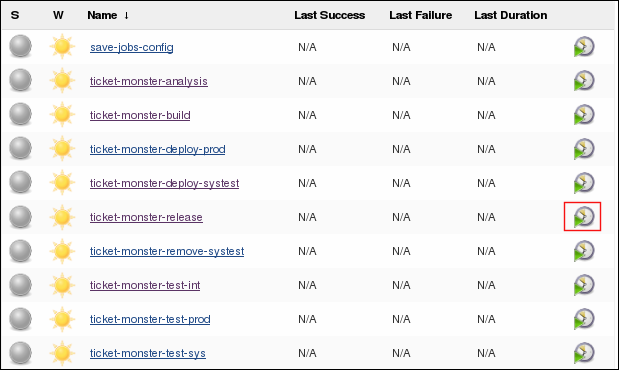 S W Name ↓ Last Success Last Failure Last Duration
save-jobs-config N/A N/A N/A
ticket-monster-analysis N/A N/A N/A
ticket-monster-build N/A N/A N/A
ticket-monster-deploy-prod N/A N/A N/A
ticket-monster-deploy-systest N/A N/A N/A
ticket-monster-release N/A N/A N/A
ticket-monster-remove-systest N/A N/A N/A
ticket-monster-test-int N/A N/A N/A
ticket-monster-test-prod N/A N/A N/A
ticket-monster-test-sys N/A N/A N/A